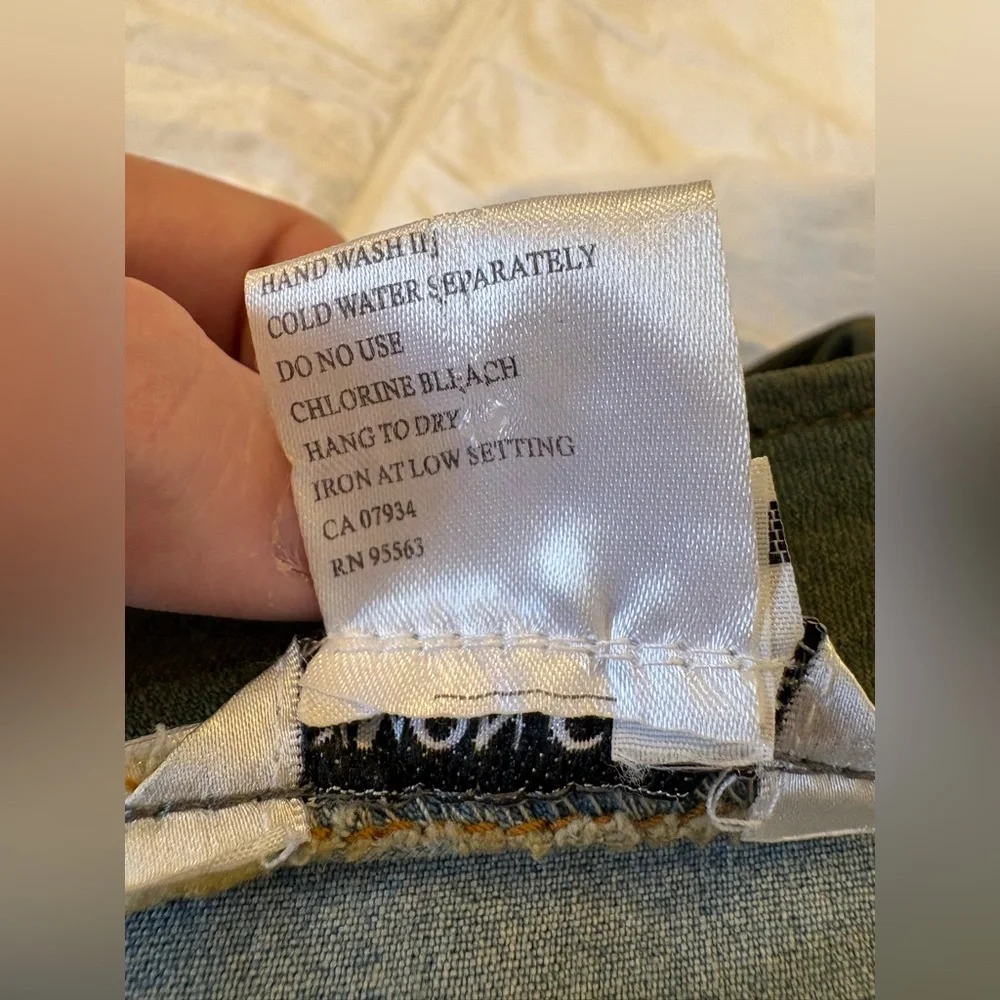 HAND WASH
COLD WATER SEPARATELY
DO NO USE
CHLORINE BLEACH
HANG TO DRY
IRON AT LOW SETTING
CA 07934
RN 95563